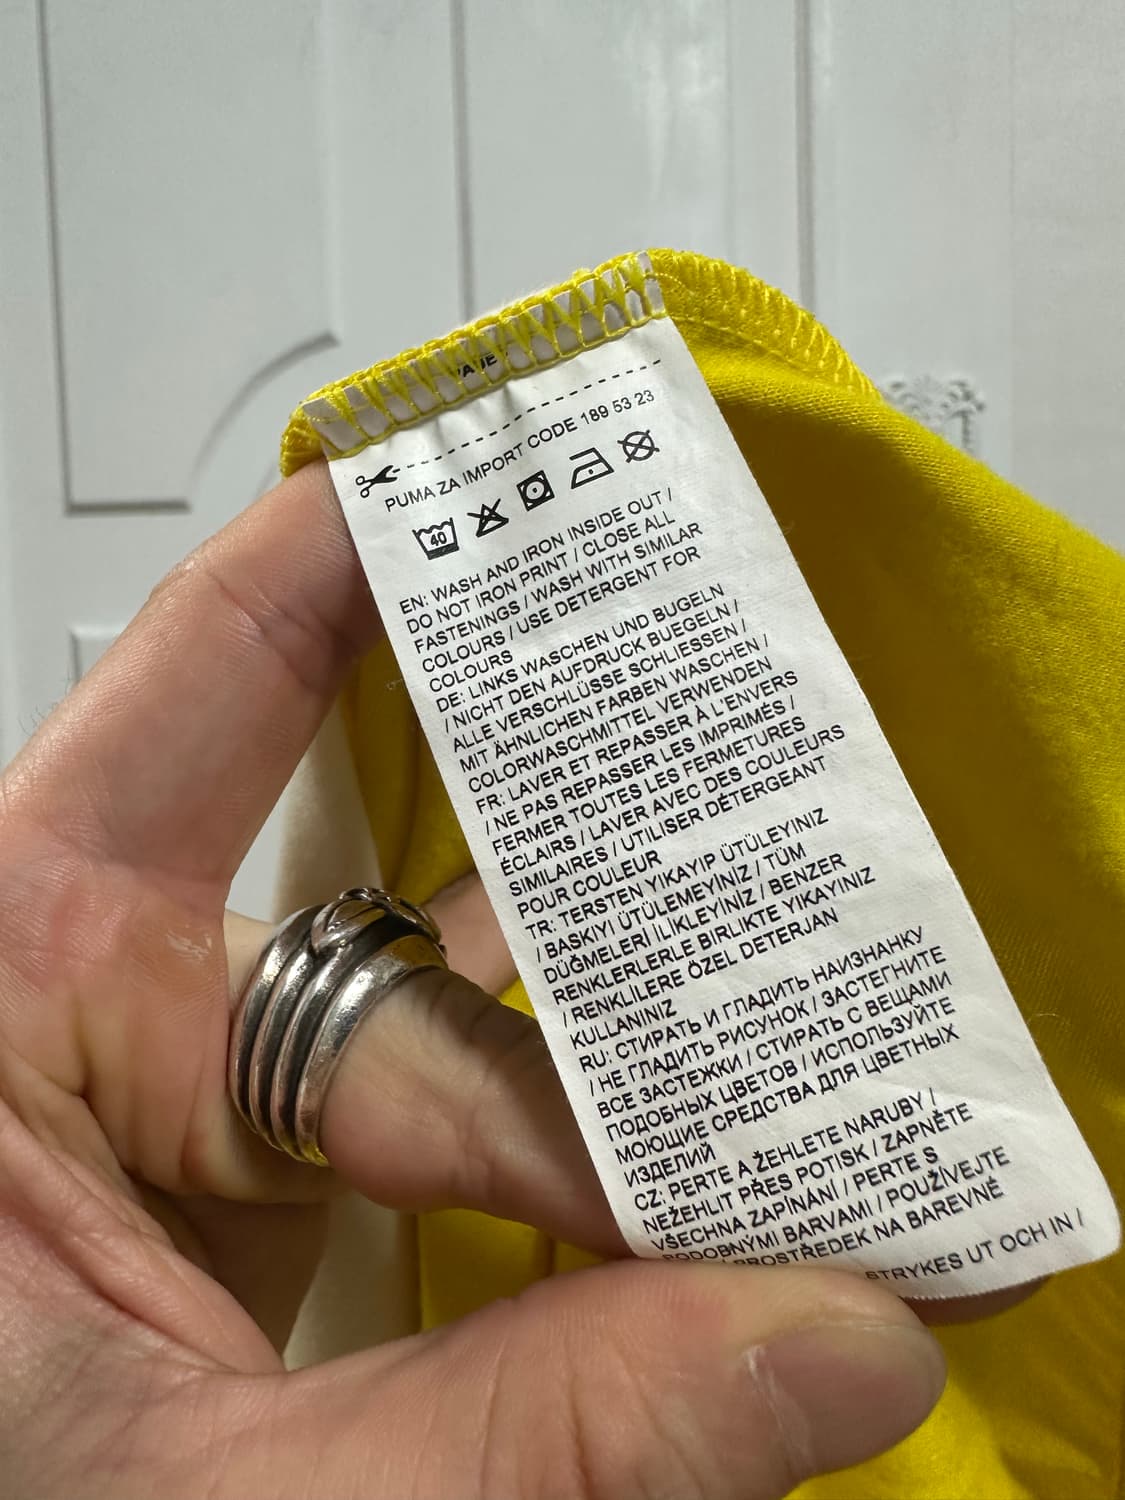 PUMA ZA IMPORT CODE 189 53 23
40
EN: WASH AND IRON INSIDE OUT /
DO NOT IRON PRINT / CLOSE ALL
FASTENINGS / WASH WITH SIMILAR
COLOURS / USE DETERGENT FOR
COLOURS
DE: LINKS WASCHEN UND BUGELN
/ NICHT DEN AUFDRUCK BUEGELN /
ALLE VERSCHLÜSSE SCHLIESSEN /
MIT ÄHNLICHEN FARBEN WASCHEN /
COLORWASCHMITTEL VERWENDEN
FR: LAVER ET REPASSER À L'ENVERS
/ NE PAS REPASSER LES IMPRIMÉS /
FERMER TOUTES LES FERMETURES
ÉCLAIRS / LAVER AVEC DES COULEURS
SIMILAIRES / UTILISER DÉTERGEANT
POUR COULEUR
TR: TERSTEN YIKAYIP ÜTÜLEYINIZ
/ BASKIYI ÜTÜLEMEYINIZ / TÜM
DÜĞMELERİ İLİKLEYINIZ / BENZER
RENKLERLERLE BIRLIKTE YIKAYINIZ
/ RENKLİLERE ÖZEL DETERJAN
KULLANINIZ
RU: СТИРАТЬ И ГЛАДИТЬ НАИЗНАНКУ
/ НЕ ГЛАДИТЬ РИСУНОК / ЗАСТЕГНИТЕ
ВСЕ ЗАСТЕЖКИ / СТИРАТЬ С ВЕЩАМИ
ПОДОБНЫХ ЦВЕТОВ / ИСПОЛЬЗУЙТЕ
МОЮЩИЕ СРЕДСТВА ДЛЯ ЦВЕТНЫХ
ИЗДЕЛИЙ
CZ: PERTE A ŽEHLETE NARUBY /
NEŽEHLIT PŘES POTISK / ZAPNĚTE
VŠECHNA ZAPÍNÁNÍ / PERTE S
PODOBNÝMI BARVAMI / POUŽÍVEJTE
PROSTŘEDEK NA BAREVNÉ
STRYKES UT OCH IN /